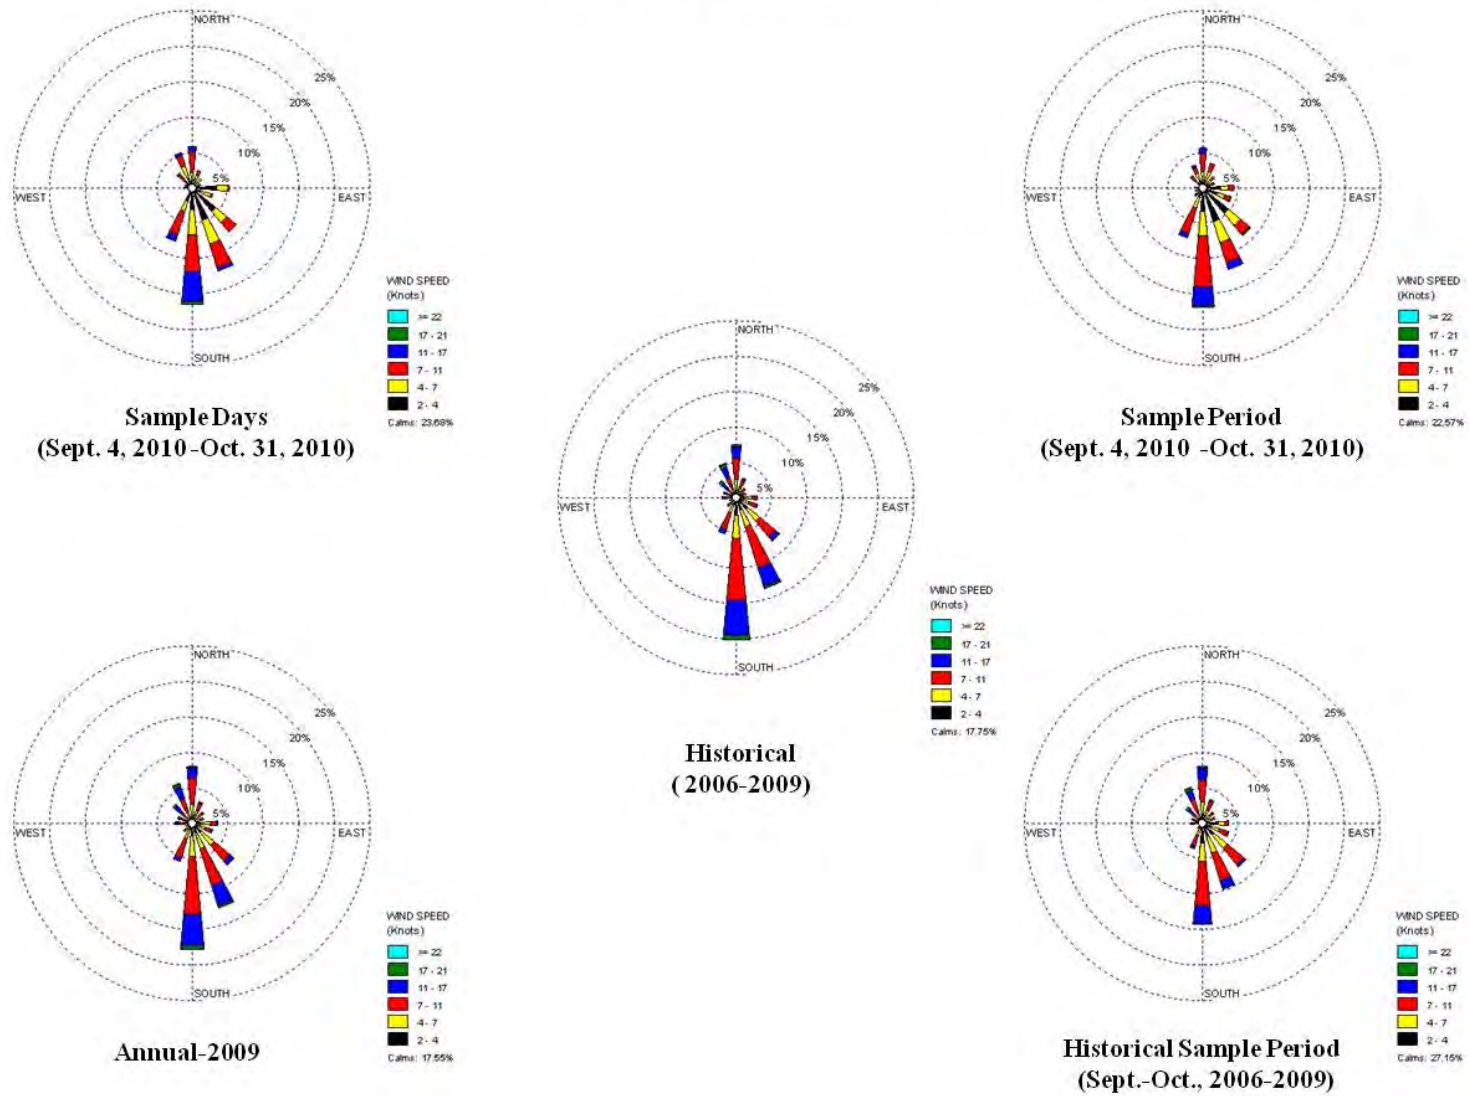 NORTH
25%
20%
15%
10%
5%
WEST
EAST
SOUTH
WIND SPEED
(Knots)
>= 22
17 - 21
11 - 17
7 - 11
4 - 7
2 - 4
Calms: 23.68%
Sample Days
(Sept. 4, 2010 -Oct. 31, 2010)
NORTH
25%
20%
15%
10%
5%
WEST
EAST
SOUTH
WIND SPEED
(Knots)
>= 22
17 - 21
11 - 17
7 - 11
4 - 7
2 - 4
Calms: 22.57%
Sample Period
(Sept. 4, 2010 -Oct. 31, 2010)
NORTH
25%
20%
15%
10%
5%
WEST
EAST
SOUTH
WIND SPEED
(Knots)
>= 22
17 - 21
11 - 17
7 - 11
4 - 7
2 - 4
Calms: 17.75%
Historical
( 2006-2009)
NORTH
25%
20%
15%
10%
5%
WEST
EAST
SOUTH
WIND SPEED
(Knots)
>= 22
17 - 21
11 - 17
7 - 11
4 - 7
2 - 4
Calms: 17.55%
Annual-2009
NORTH
25%
20%
15%
10%
5%
WEST
EAST
SOUTH
WIND SPEED
(Knots)
>= 22
17 - 21
11 - 17
7 - 11
4 - 7
2 - 4
Calms: 27.15%
Historical Sample Period
(Sept.-Oct., 2006-2009)